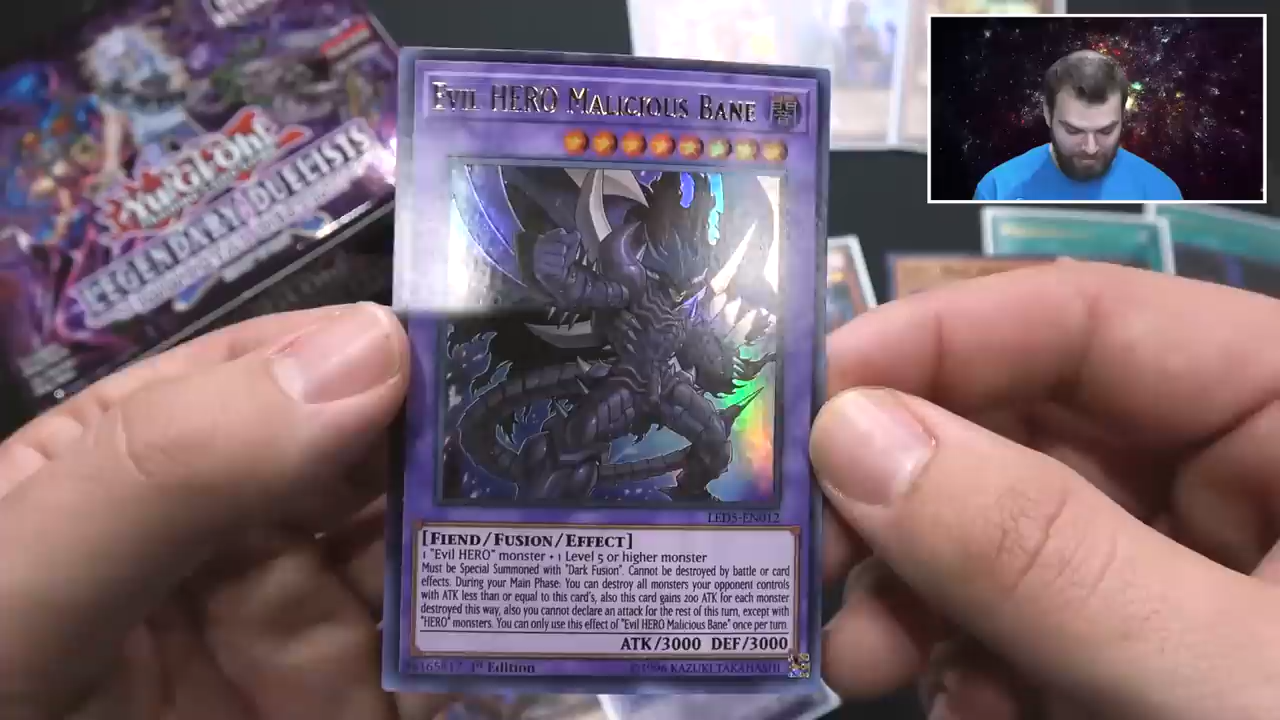 Yu-Gi-Oh!
LEGENDARY DUELISTS
EVIL HERO MALICIOUS BANE
LED5-EN012
[FIEND/FUSION/EFFECT]
1 "Evil HERO" monster + 1 Level 5 or higher monster
Must be Special Summoned with "Dark Fusion". Cannot be destroyed by battle or card
effects. During your Main Phase: You can destroy all monsters your opponent controls
with ATK less than or equal to this card's, also this card gains 200 ATK for each monster
destroyed this way, also you cannot declare an attack for the rest of this turn, except with
"HERO" monsters. You can only use this effect of "Evil HERO Malicious Bane" once per turn.
ATK/3000 DEF/3000
1st Edition
©1996 KAZUKI TAKAHASHI